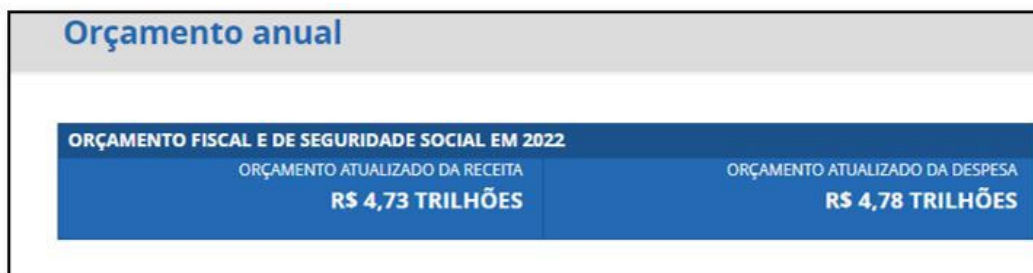 Orçamento anual
ORÇAMENTO FISCAL E DE SEGURIDADE SOCIAL EM 2022
ORÇAMENTO ATUALIZADO DA RECEITA
R$ 4,73 TRILHÕES
ORÇAMENTO ATUALIZADO DA DESPESA
R$ 4,78 TRILHÕES